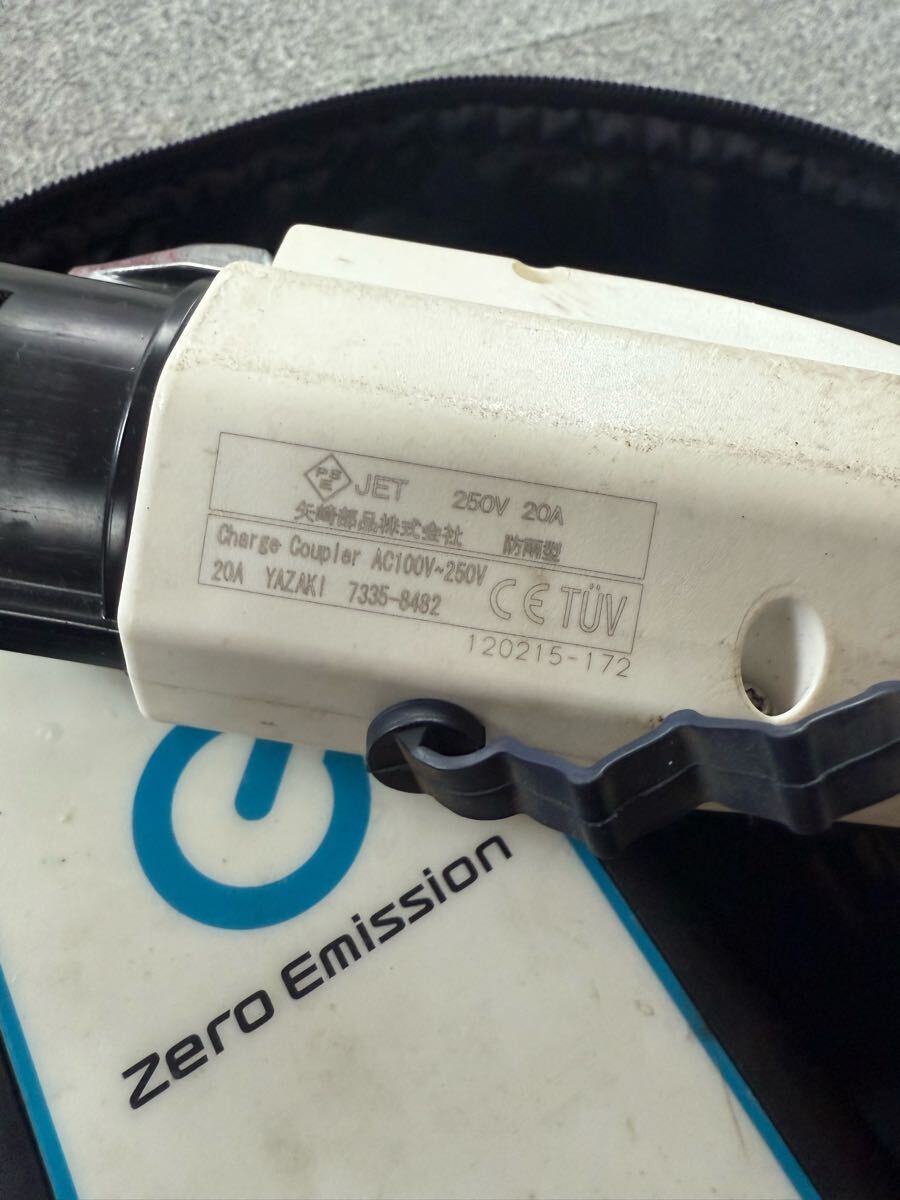 PSE JET 250V 20A
矢崎部品株式会社 防雨型
Charge Coupler AC100V~250V
20A YAZAKI 7335-8482 CE TÜV
120215-172
Zero Emission